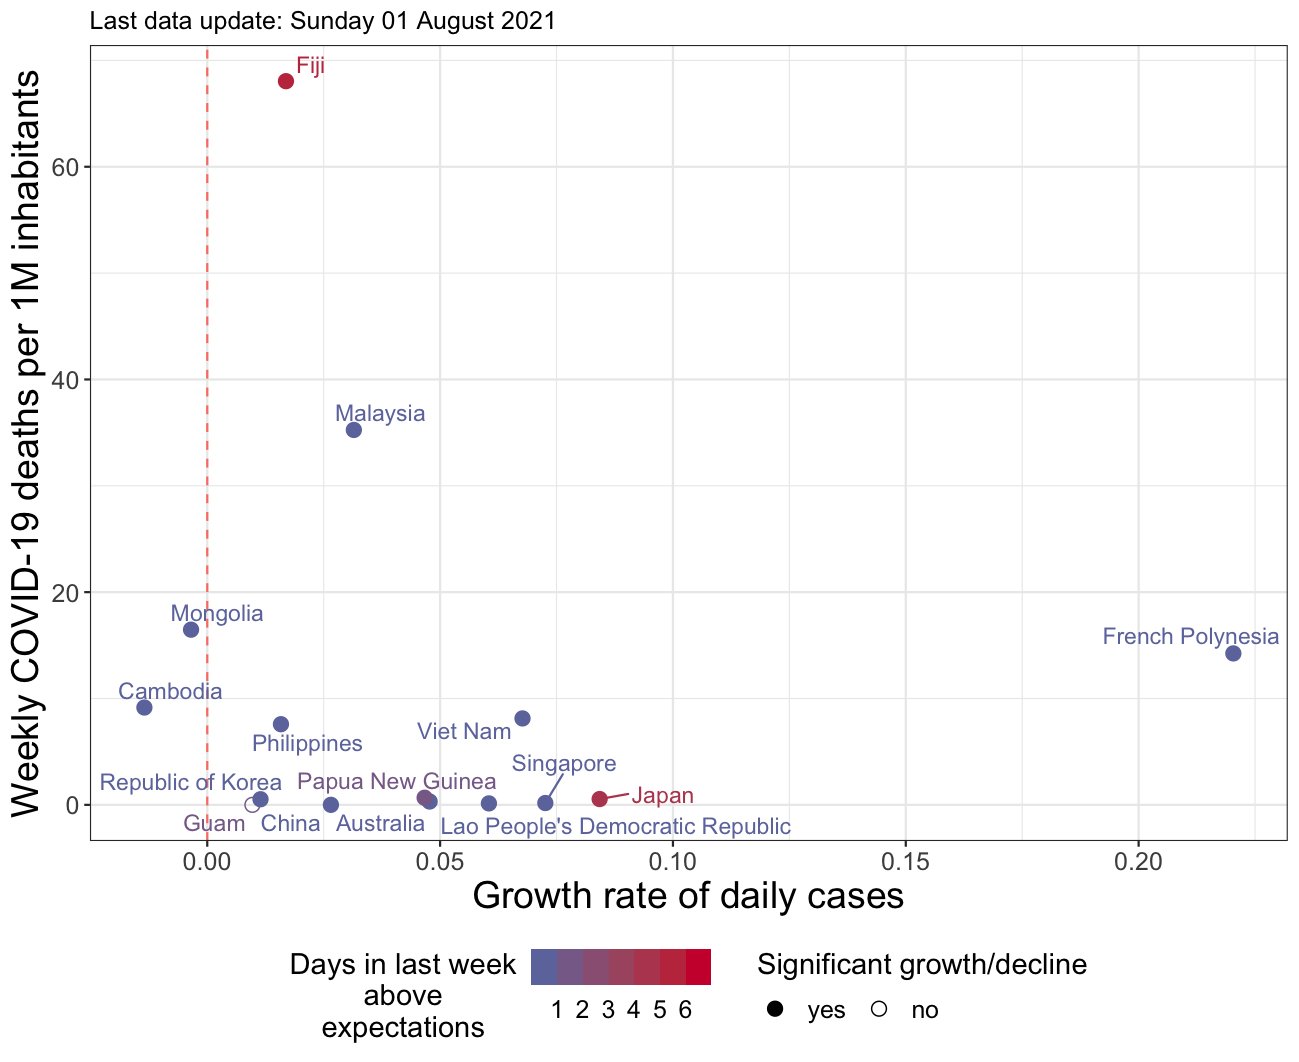 Last data update: Sunday 01 August 2021
Weekly COVID-19 deaths per 1M inhabitants
60
40
20
0
Fiji
Malaysia
Mongolia
French Polynesia
Cambodia
Viet Nam
Philippines
Singapore
Republic of Korea
Papua New Guinea
Japan
Guam
China
Australia
Lao People's Democratic Republic
0.00
0.05
0.10
0.15
0.20
Growth rate of daily cases
Days in last week
above
expectations
1 2 3 4 5 6
Significant growth/decline
yes
no